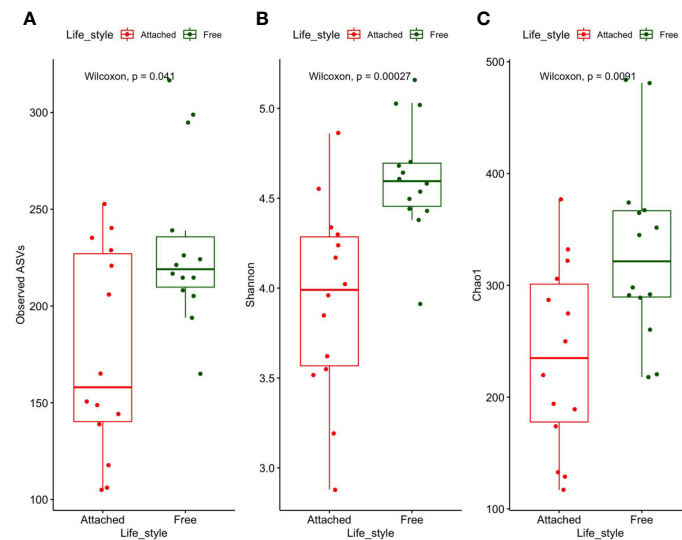 A
Life_style Attached Free
Wilcoxon, p = 0.041
300
250
200
150
100
Observed ASVs
Attached Free
Life_style
B
Life_style Attached Free
Wilcoxon, p = 0.00027
5.0
4.5
4.0
3.5
3.0
Shannon
Attached Free
Life_style
C
Life_style Attached Free
Wilcoxon, p = 0.0091
500
400
300
200
100
Chao1
Attached Free
Life_style